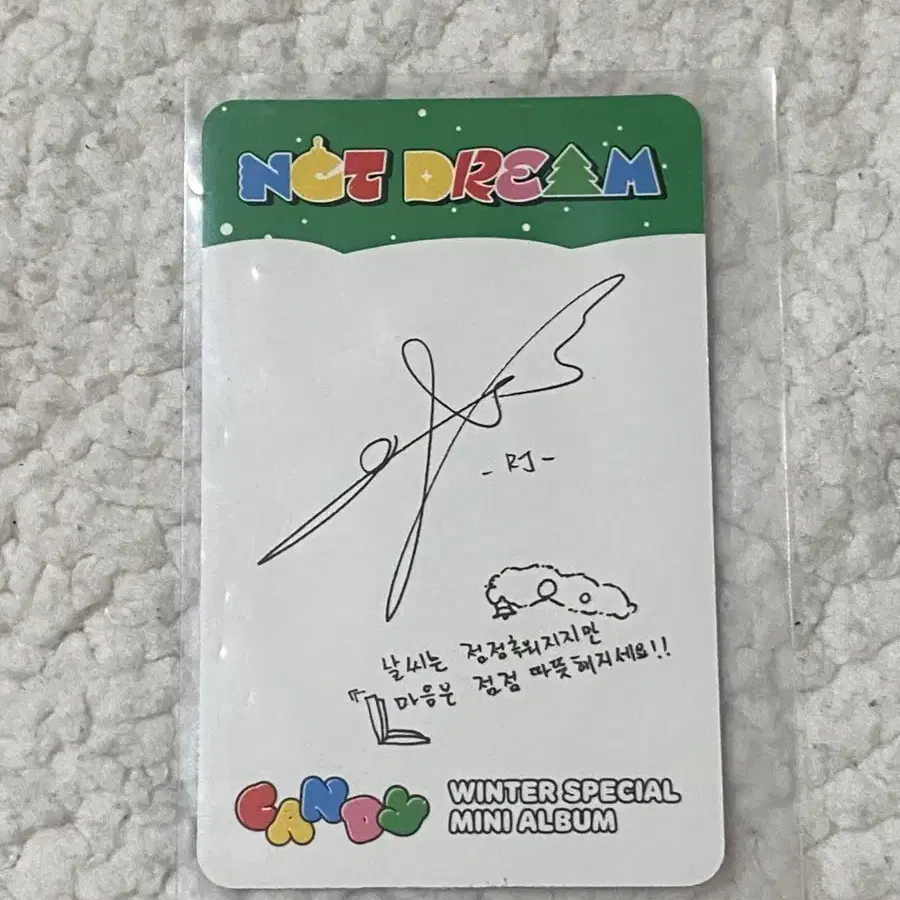 NCT DREAM
- RJ -
날씨는 점점추워지지만
마음분 점점 따뜻해지세요!!
CANDY
WINTER SPECIAL
MINI ALBUM